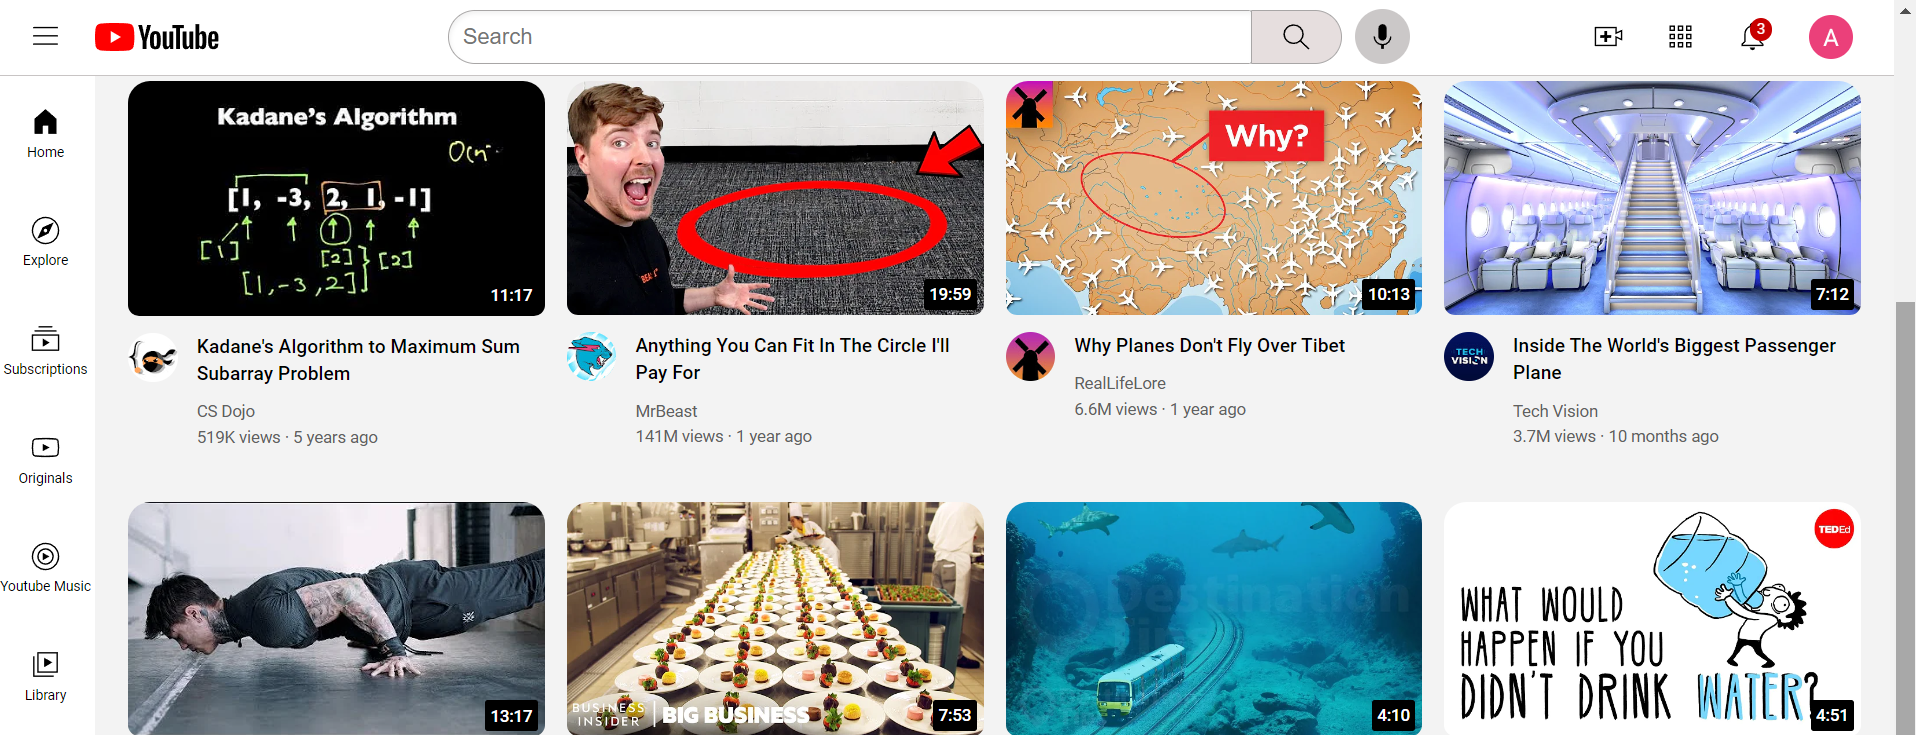 YouTube
Search
3
A
Home
Explore
Subscriptions
Originals
Youtube Music
Library
Kadane's Algorithm
[1, -3, 2, 1, -1]
[1]
[2]
[2]
[1, -3, 2]
11:17
Kadane's Algorithm to Maximum Sum
Subarray Problem
CS Dojo
519K views · 5 years ago
19:59
Anything You Can Fit In The Circle I'll
Pay For
MrBeast
141M views · 1 year ago
Why?
10:13
Why Planes Don't Fly Over Tibet
RealLifeLore
6.6M views · 1 year ago
7:12
TECH
VISION
Inside The World's Biggest Passenger
Plane
Tech Vision
3.7M views · 10 months ago
13:17
BUSINESS
INSIDER
BIG BUSINESS
7:53
Destination
4:10
TEDEd
WHAT WOULD
HAPPEN IF YOU
DIDN'T DRINK WATER?
4:51